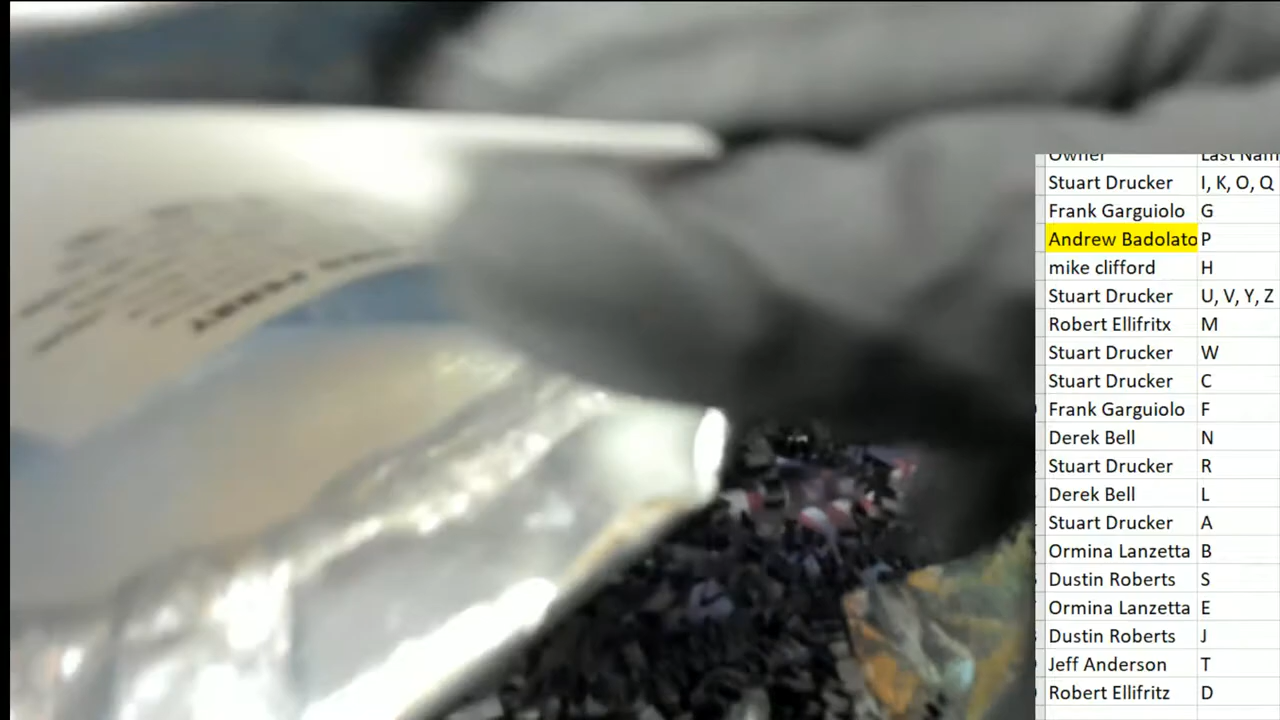 Owner Last Nam
Stuart Drucker I, K, O, Q
Frank Garguiolo G
Andrew Badolato P
mike clifford H
Stuart Drucker U, V, Y, Z
Robert Ellifritx M
Stuart Drucker W
Stuart Drucker C
Frank Garguiolo F
Derek Bell N
Stuart Drucker R
Derek Bell L
Stuart Drucker A
Ormina Lanzetta B
Dustin Roberts S
Ormina Lanzetta E
Dustin Roberts J
Jeff Anderson T
Robert Ellifritz D